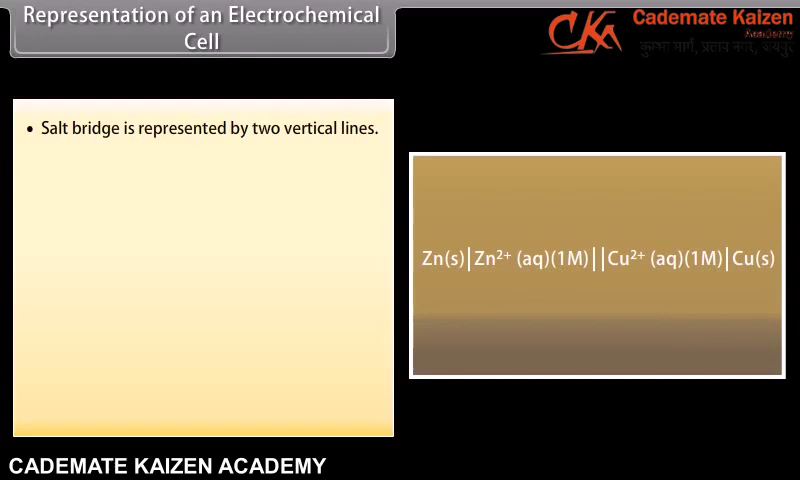 Representation of an Electrochemical
Cell
CKA
Cademate Kaizen
Academy
कुम्भा मार्ग, प्रताप नगर, जयपुर
• Salt bridge is represented by two vertical lines.
Zn(s)|Zn²⁺ (aq)(1M)||Cu²⁺ (aq)(1M)|Cu(s)
CADEMATE KAIZEN ACADEMY